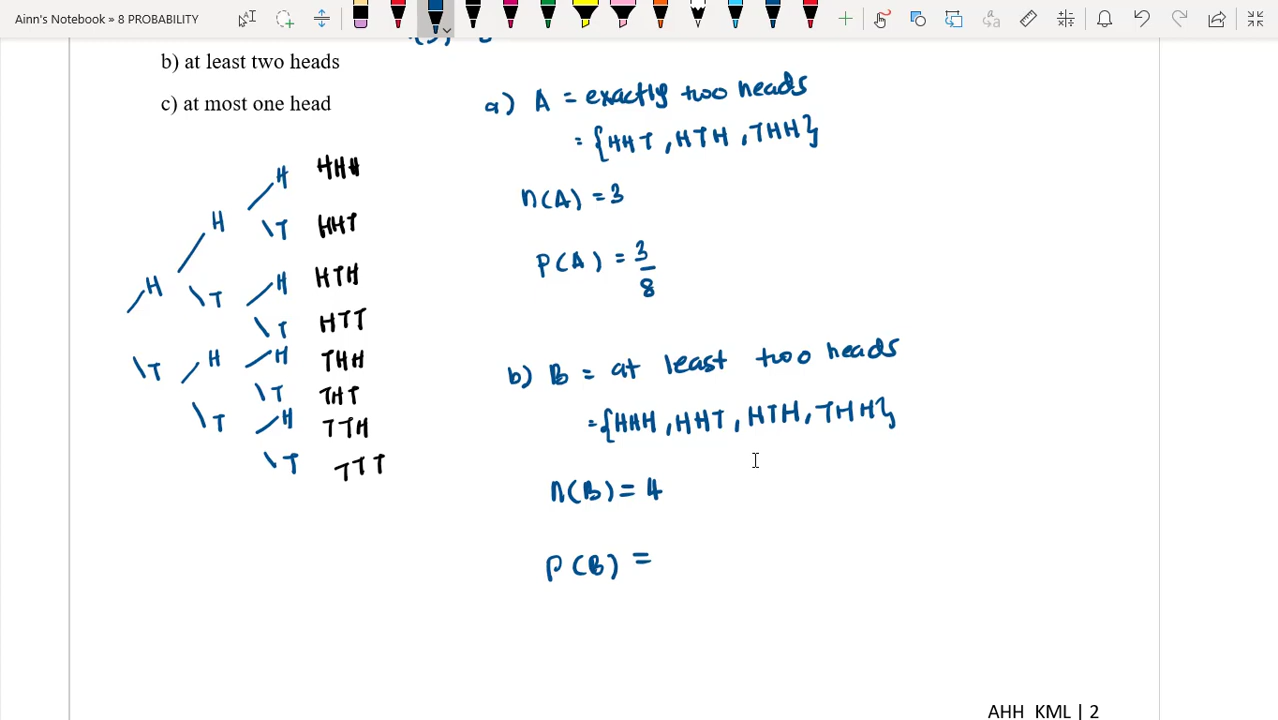 Ainn's Notebook » 8 PROBABILITY
b) at least two heads
c) at most one head
a) A = exactly two heads
= {HHT, HTH, THH}
n(A) = 3
P(A) = 3/8
b) B = at least two heads
= {HHH, HHT, HTH, THH}
n(B) = 4
P(B) =
H HHH
H
T HHT
H HTH
H
T
T HTT
H H THH
T
T THT
T H TTH
T TTT
AHH KML | 2